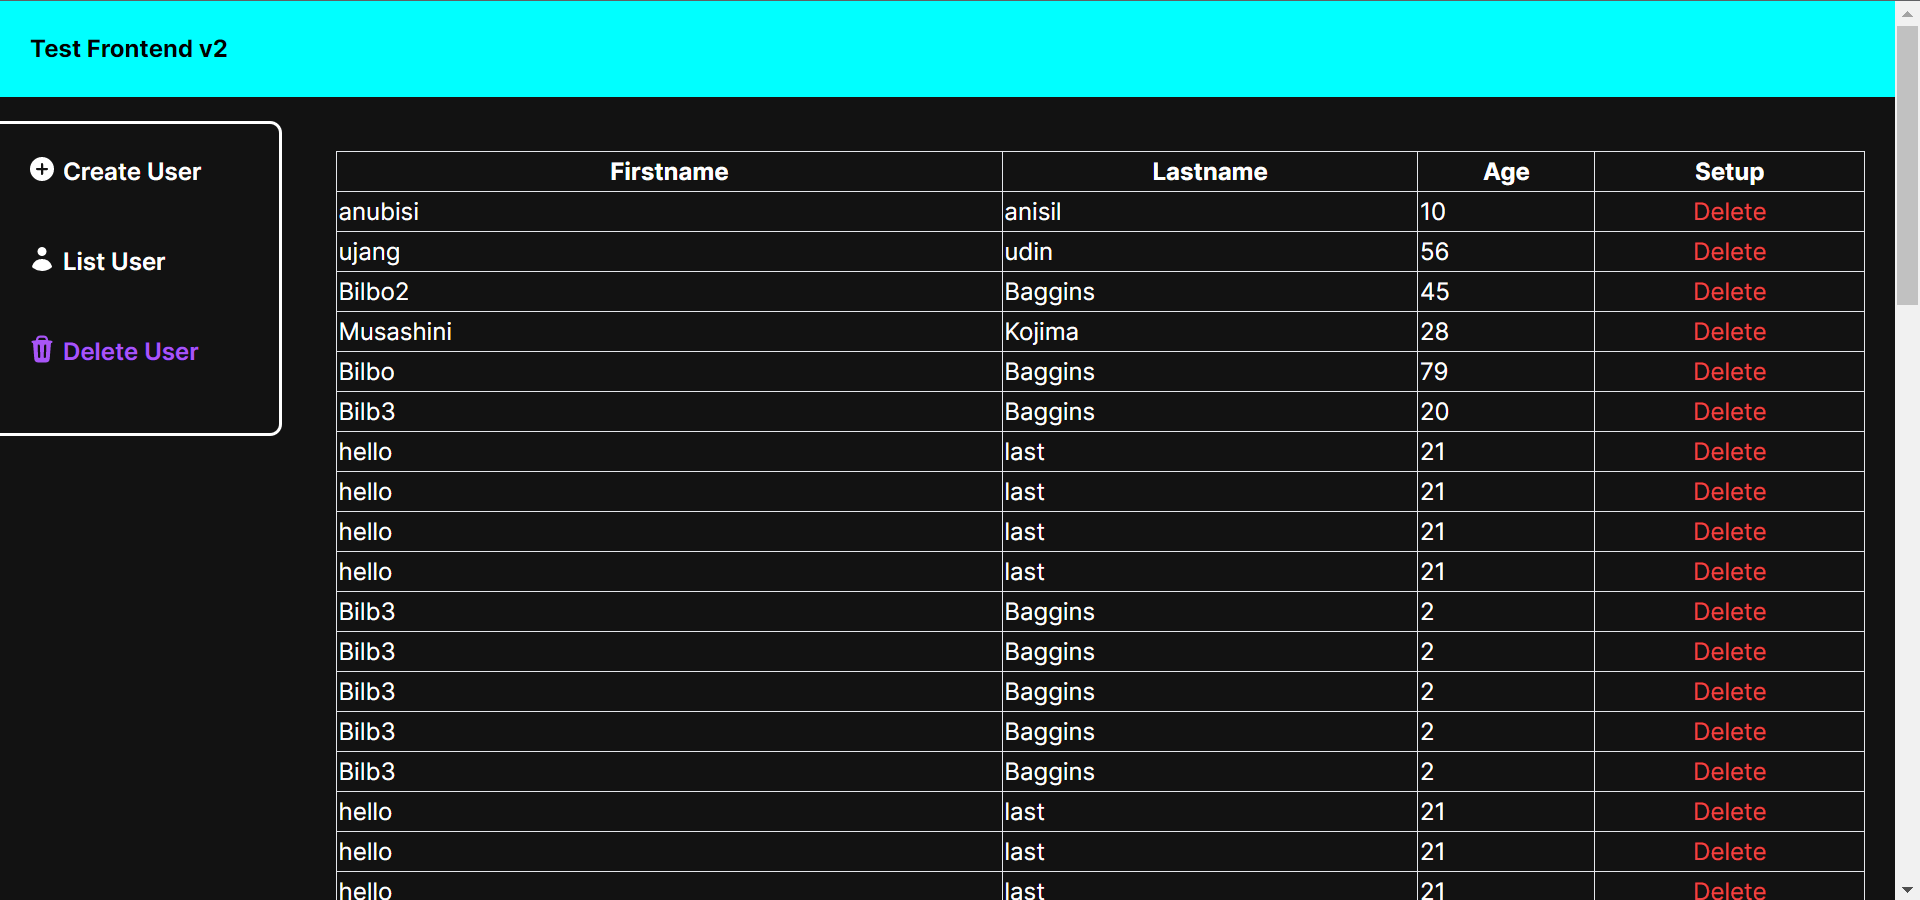 Test Frontend v2
Create User
List User
Delete User
Firstname Lastname Age Setup
anubisi anisil 10 Delete
ujang udin 56 Delete
Bilbo2 Baggins 45 Delete
Musashini Kojima 28 Delete
Bilbo Baggins 79 Delete
Bilb3 Baggins 20 Delete
hello last 21 Delete
hello last 21 Delete
hello last 21 Delete
hello last 21 Delete
Bilb3 Baggins 2 Delete
Bilb3 Baggins 2 Delete
Bilb3 Baggins 2 Delete
Bilb3 Baggins 2 Delete
Bilb3 Baggins 2 Delete
hello last 21 Delete
hello last 21 Delete
hello last 21 Delete